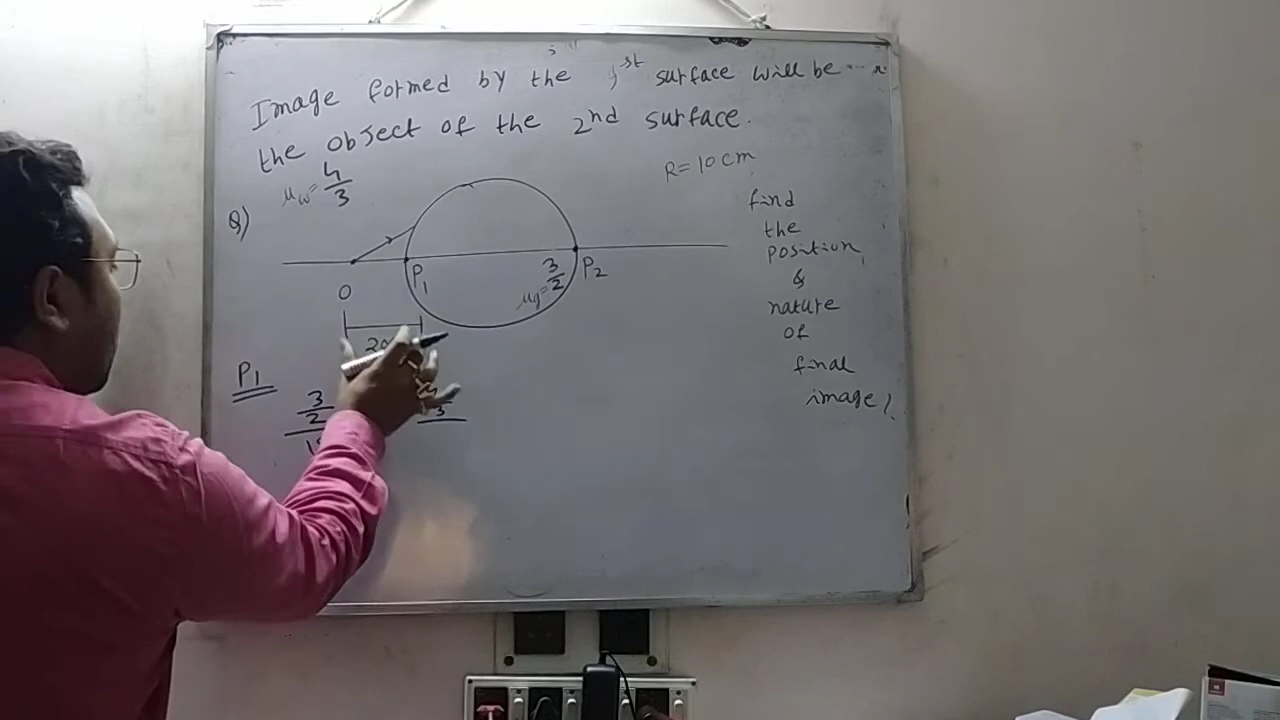 Image formed by the 1st surface will be
the object of the 2nd surface.
R = 10 cm
μw = 4/3
Q)
find
the
position
&
nature
of
final
image?
P1
P2
μg = 3/2
O
P1
3/2